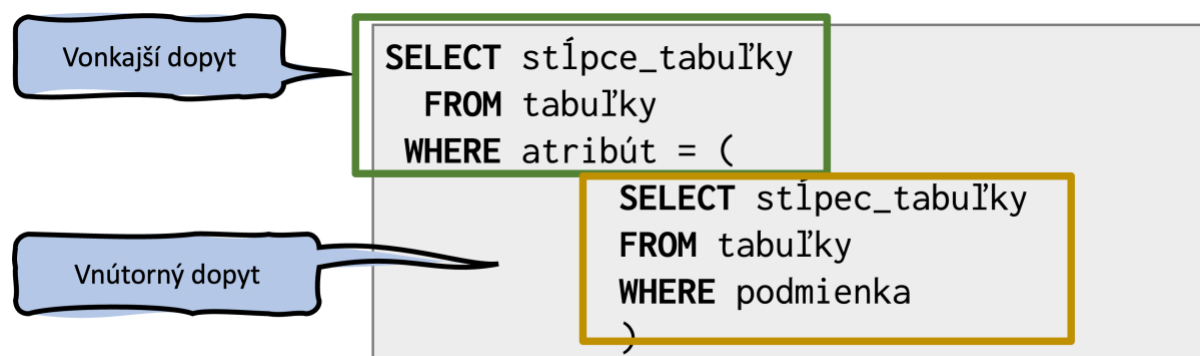 Vonkajší dopyt
SELECT stĺpce_tabuľky
FROM tabuľky
WHERE atribút = (
Vnútorný dopyt
SELECT stĺpec_tabuľky
FROM tabuľky
WHERE podmienka
)